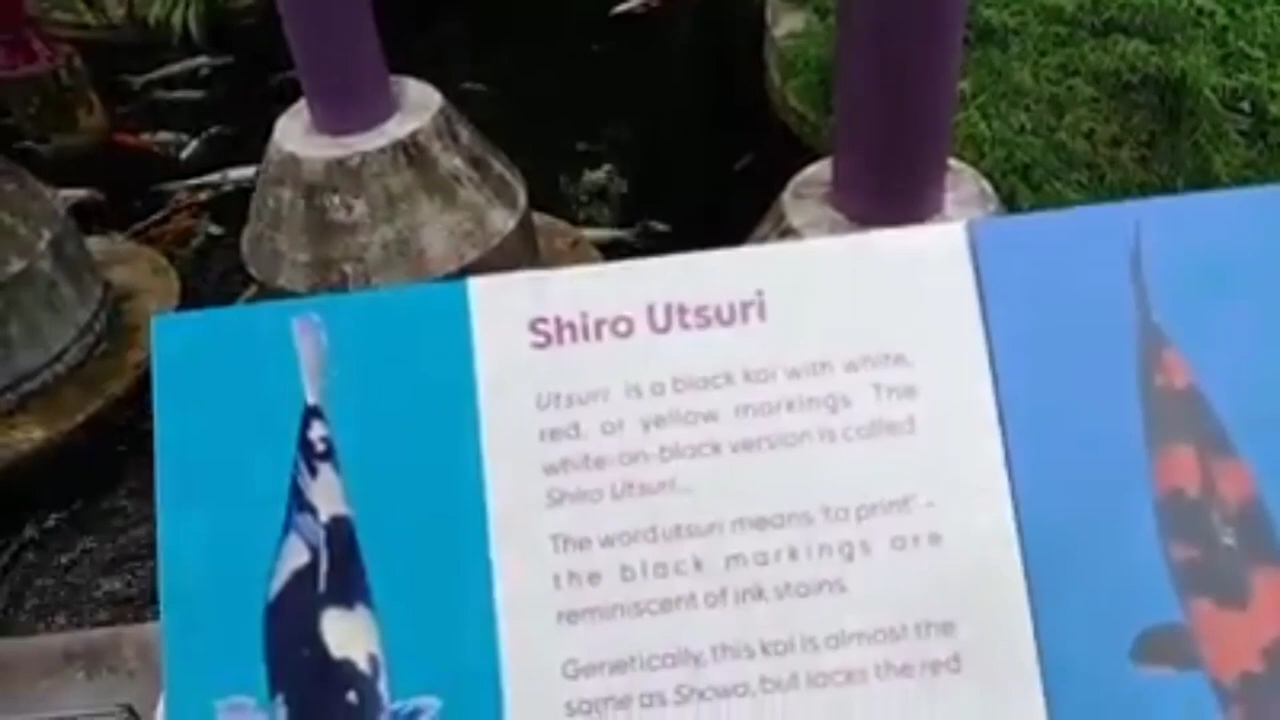 Shiro Utsuri
Utsuri is a black koi with white,
red, or yellow markings. The
white-on-black version is called
Shiro Utsuri...
The word utsuri means 'to print' -
the black markings are
reminiscent of ink stains.
Genetically, this koi is almost the
same as Showa, but lacks the red